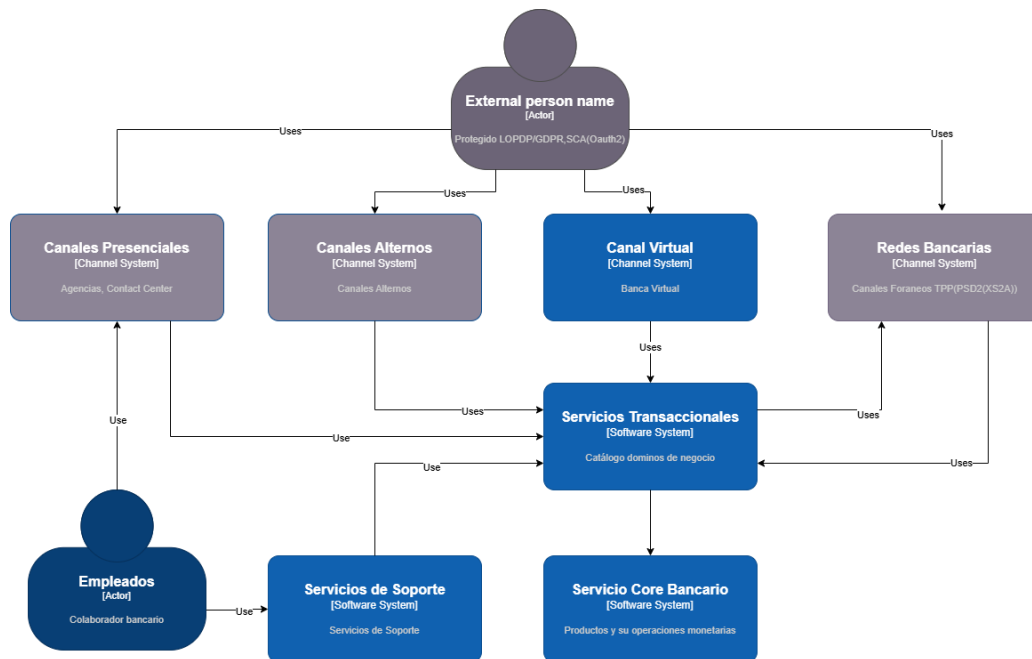 External person name
[Actor]
Protegido LOPDP/GDPR,SCA(Oauth2)
Uses
Uses
Uses
Uses
Canales Presenciales
[Channel System]
Agencias, Contact Center
Canales Alternos
[Channel System]
Canales Alternos
Canal Virtual
[Channel System]
Banca Virtual
Redes Bancarias
[Channel System]
Canales Foraneos TPP(PSD2(XS2A))
Uses
Servicios Transaccionales
[Software System]
Catálogo dominos de negocio
Uses
Uses
Use
Use
Use
Uses
Empleados
[Actor]
Colaborador bancario
Use
Servicios de Soporte
[Software System]
Servicios de Soporte
Servicio Core Bancario
[Software System]
Productos y su operaciones monetarias